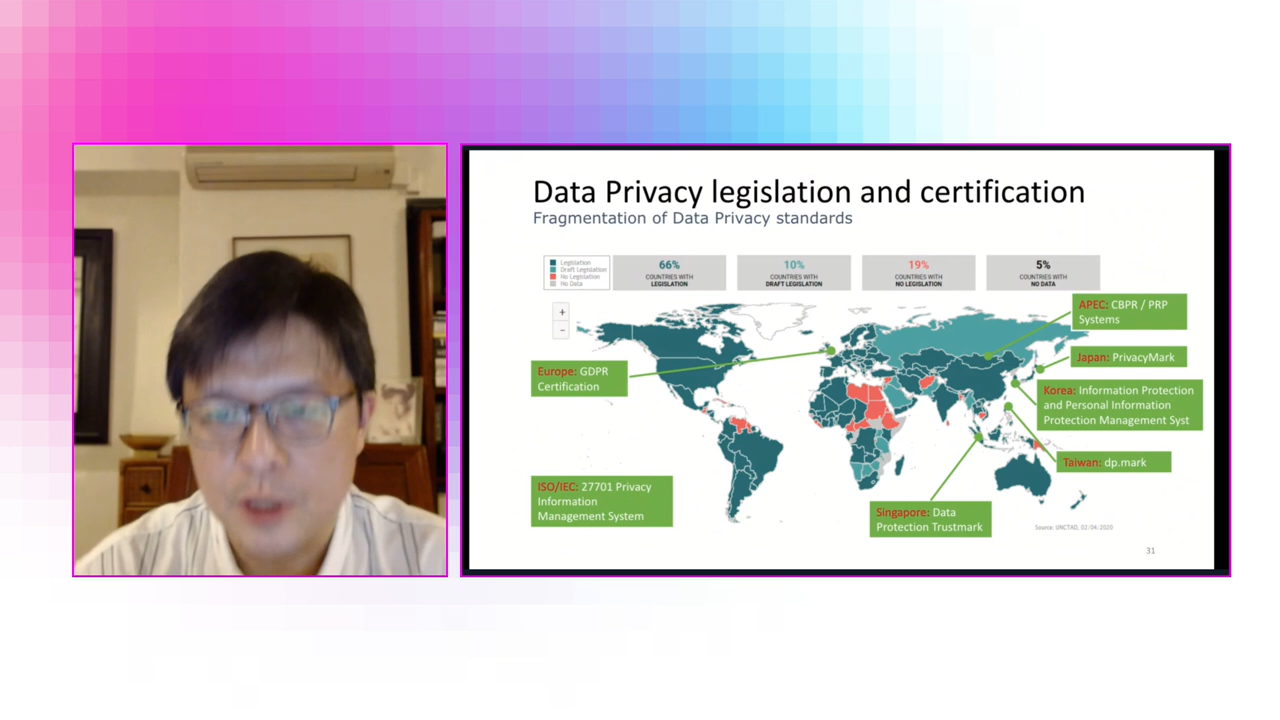 Data Privacy legislation and certification
Fragmentation of Data Privacy standards
Legislation
Draft Legislation
No Legislation
No Data
66%
COUNTRIES WITH
LEGISLATION
10%
COUNTRIES WITH
DRAFT LEGISLATION
19%
COUNTRIES WITH
NO LEGISLATION
5%
COUNTRIES WITH
NO DATA
+
−
APEC: CBPR / PRP
Systems
Japan: PrivacyMark
Europe: GDPR
Certification
Korea: Information Protection
and Personal Information
Protection Management Syst
Taiwan: dp.mark
ISO/IEC: 27701 Privacy
Information
Management System
Singapore: Data
Protection Trustmark
Source: UNCTAD, 02/04/2020
31